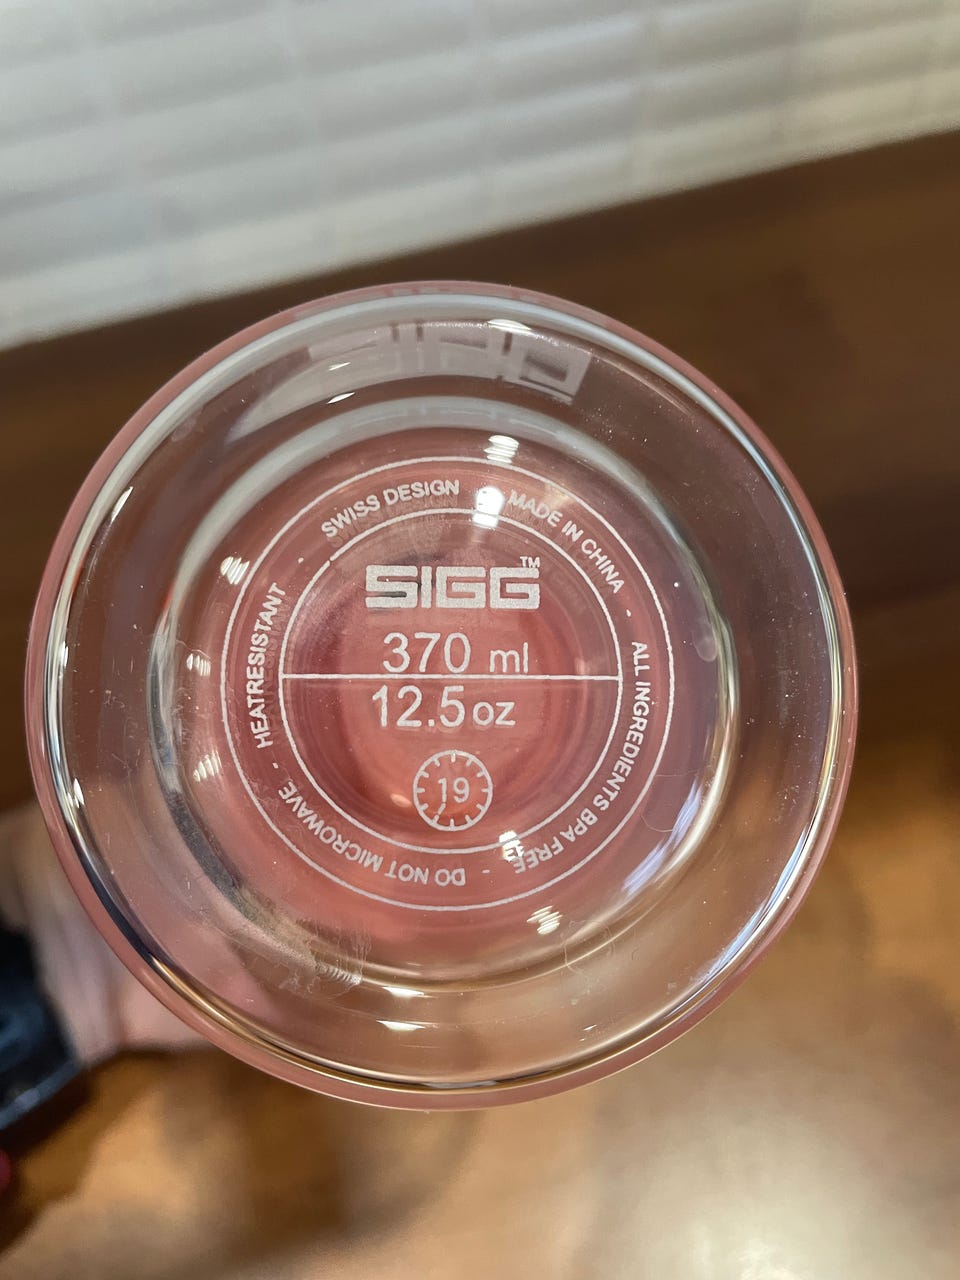 SWISS DESIGN - MADE IN CHINA - ALL INGREDIENTS BPA FREE - DO NOT MICROWAVE - HEATRESISTANT
SIGG™
370 ml
12.5 oz
19